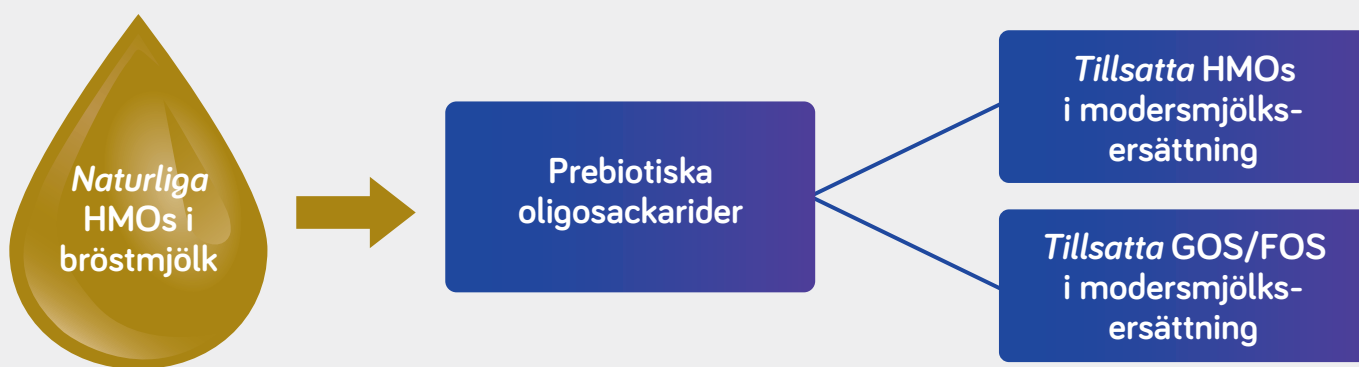 Naturliga
HMOs i
bröstmjölk
Prebiotiska
oligosackarider
Tillsatta HMOs
i modersmjölks-
ersättning
Tillsatta GOS/FOS
i modersmjölks-
ersättning